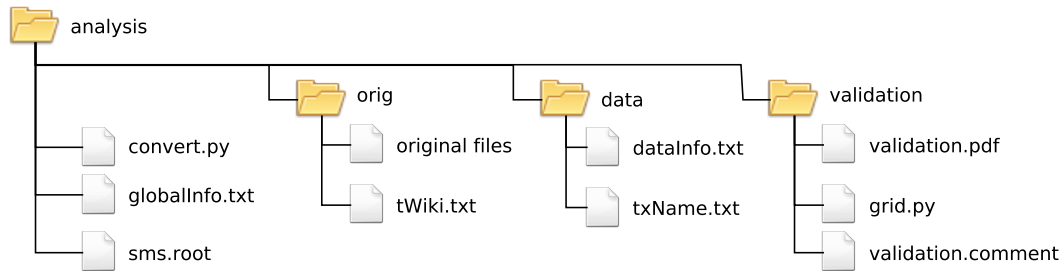 analysis
orig
data
validation
convert.py
original files
dataInfo.txt
validation.pdf
globalInfo.txt
tWiki.txt
txName.txt
grid.py
sms.root
validation.comment